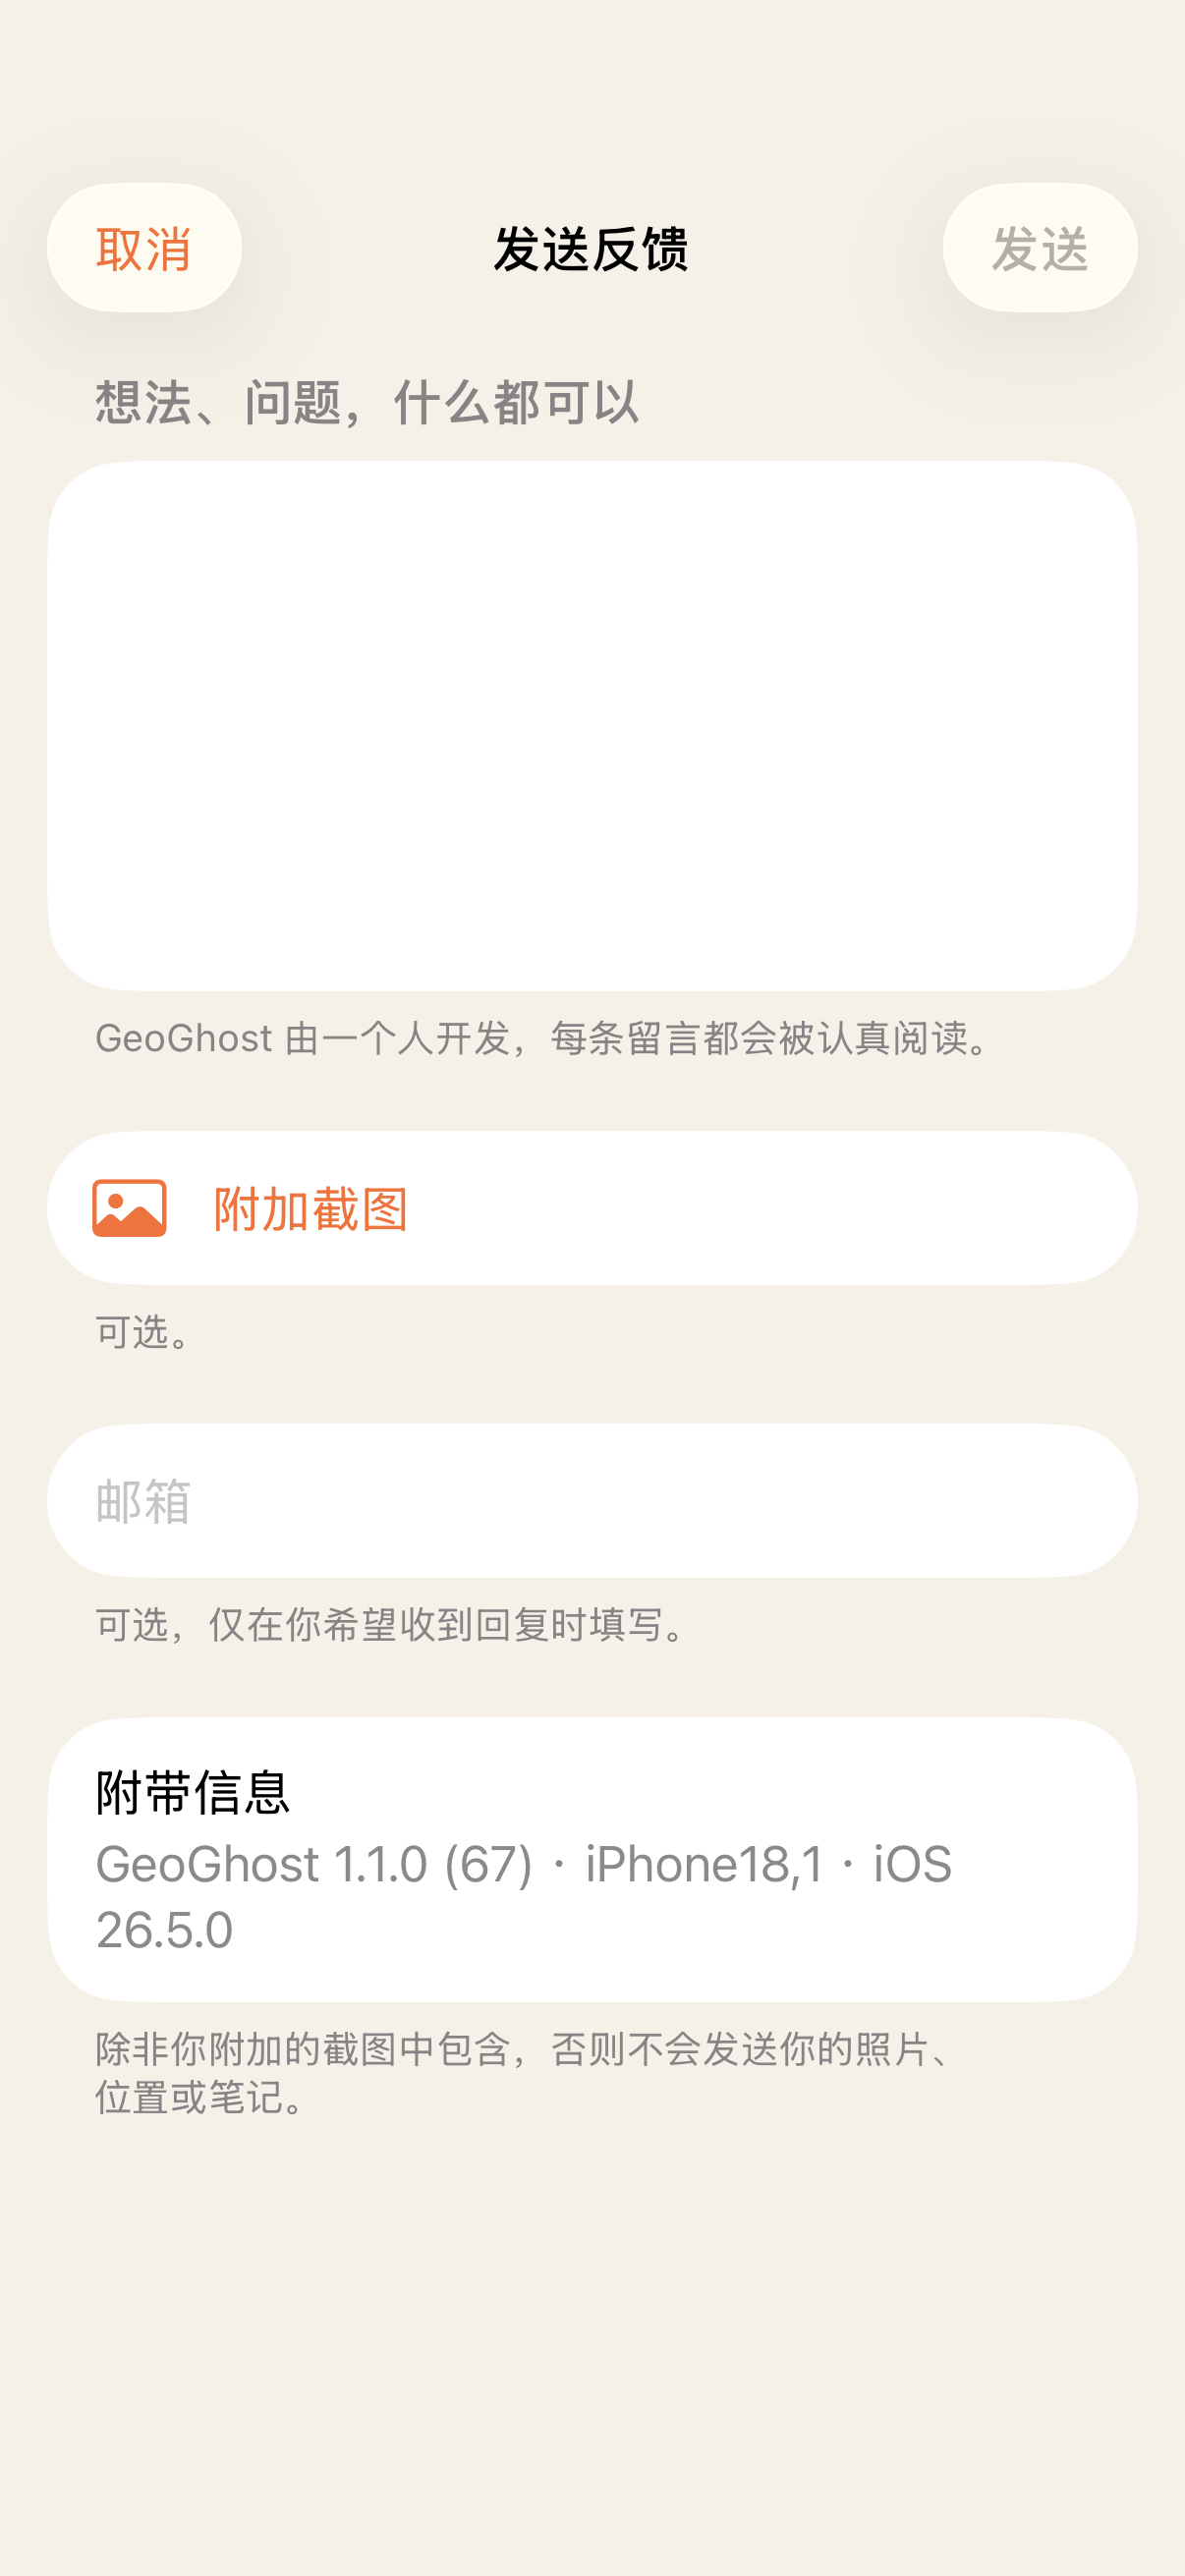 取消
发送反馈
发送
想法、问题，什么都可以
GeoGhost 由一个人开发，每条留言都会被认真阅读。
附加截图
可选。
邮箱
可选，仅在你希望收到回复时填写。
附带信息
GeoGhost 1.1.0 (67) · iPhone18,1 · iOS
26.5.0
除非你附加的截图中包含，否则不会发送你的照片、
位置或笔记。